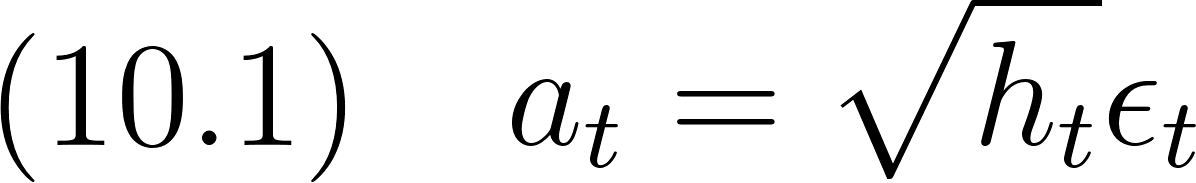 (10.1) $a_t = \sqrt{h_t} \epsilon_t$